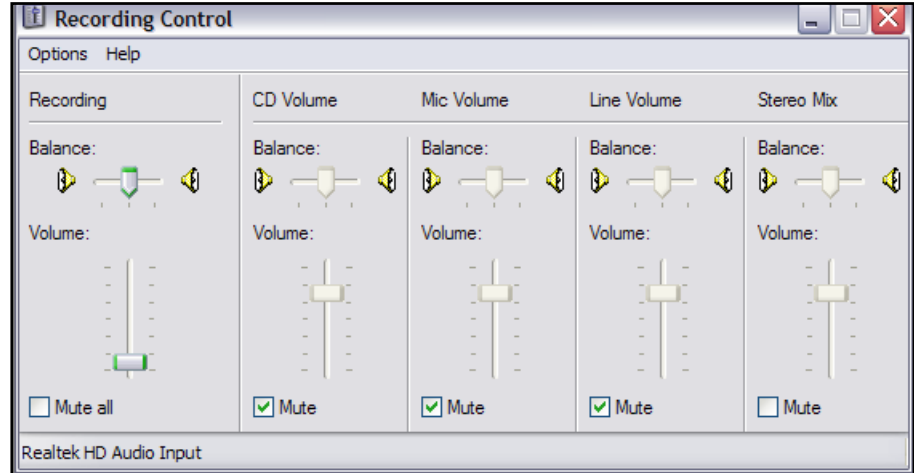 Recording Control
Options Help
Recording CD Volume Mic Volume Line Volume Stereo Mix
Balance: Balance: Balance: Balance: Balance:
Volume: Volume: Volume: Volume: Volume:
Mute all Mute Mute Mute Mute
Realtek HD Audio Input